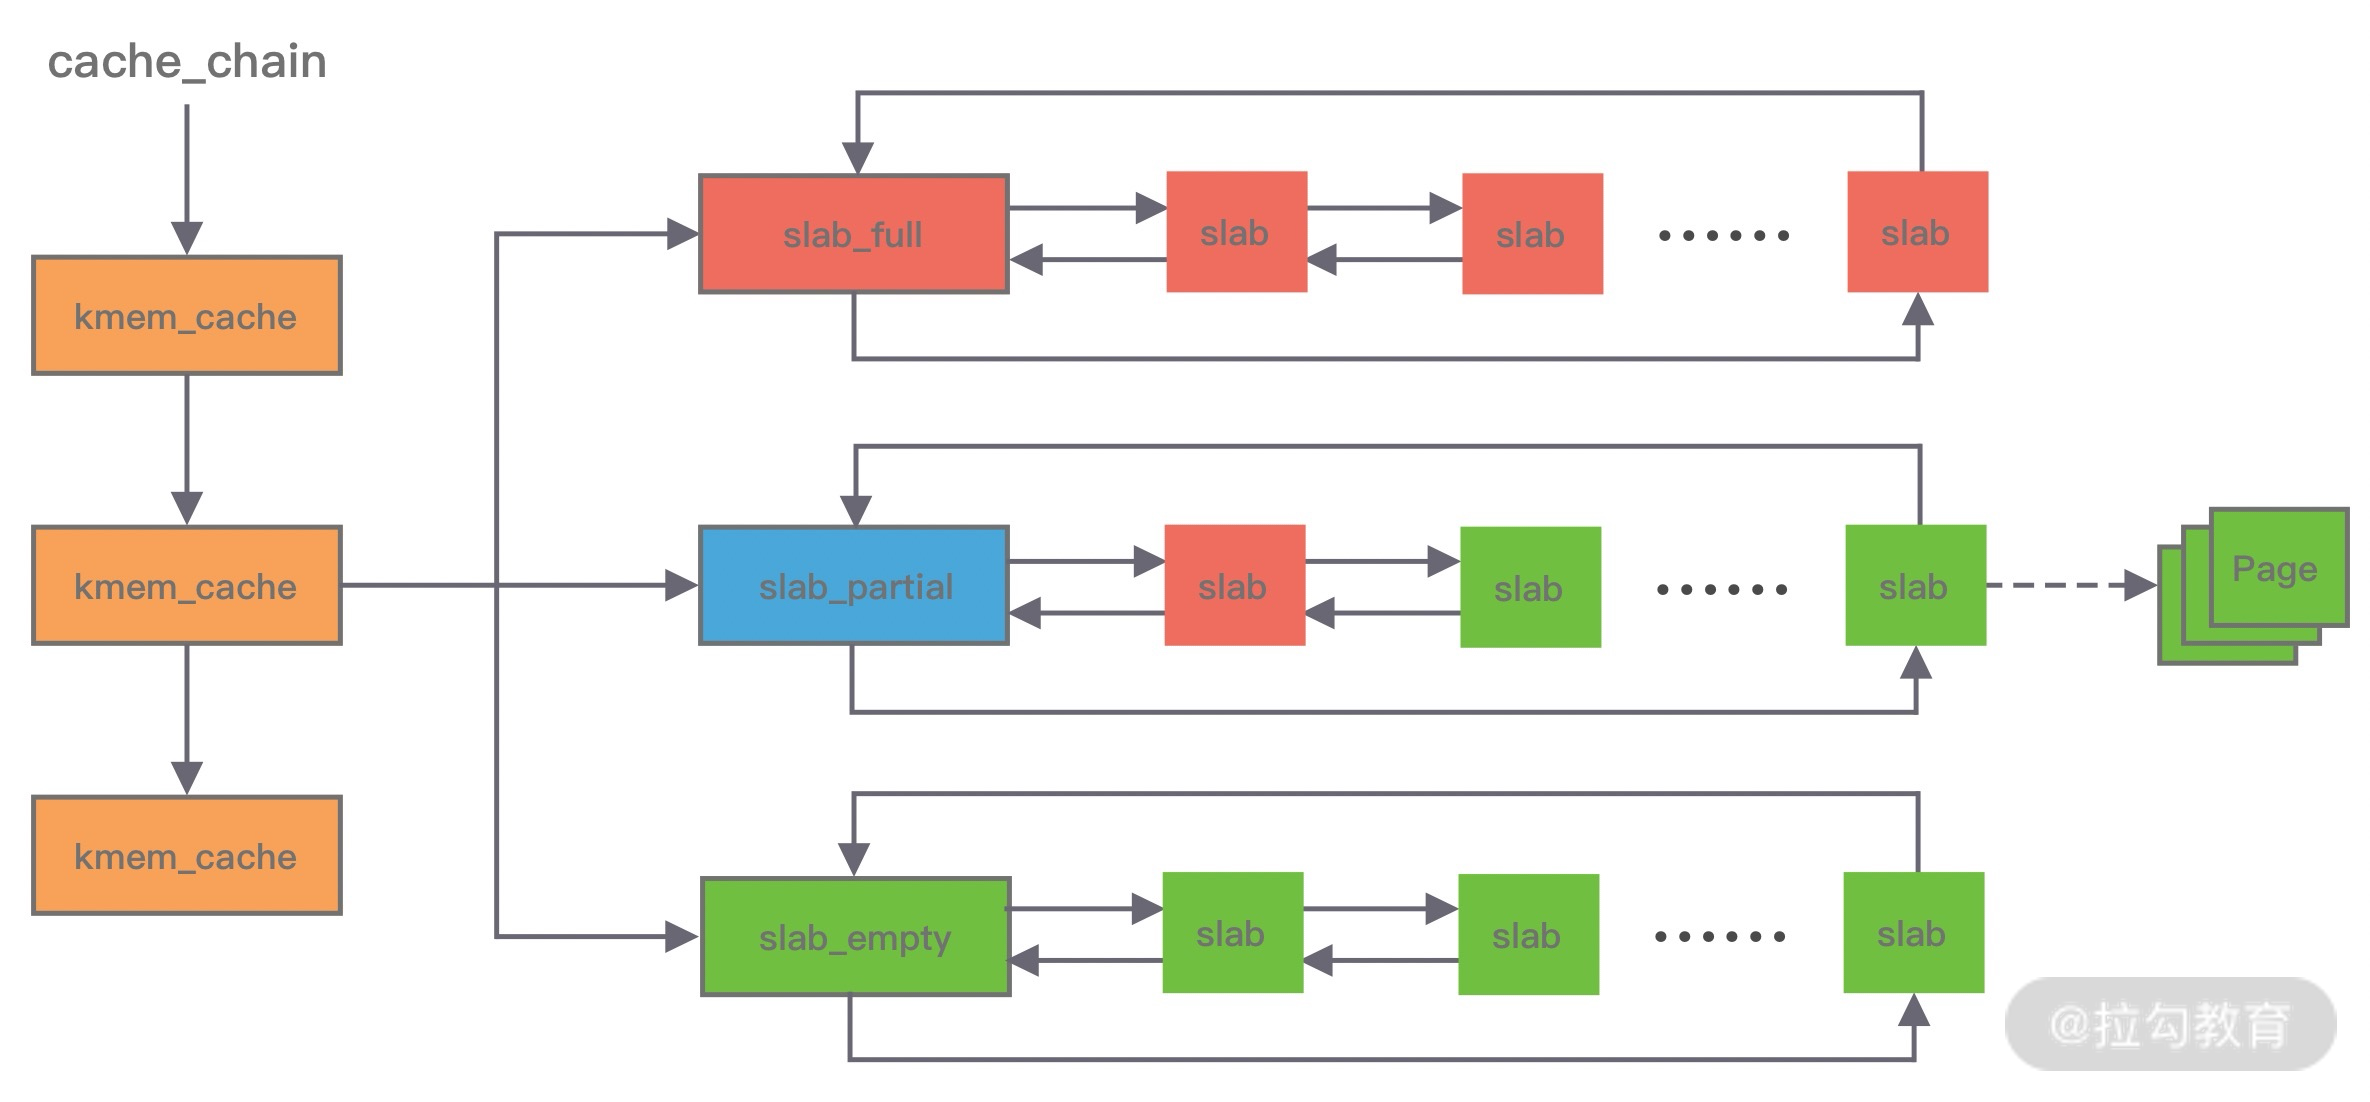 cache_chain
kmem_cache
kmem_cache
kmem_cache
slab_full
slab
slab
slab
slab_partial
slab
slab
slab
Page
slab_empty
slab
slab
slab
@拉勾教育